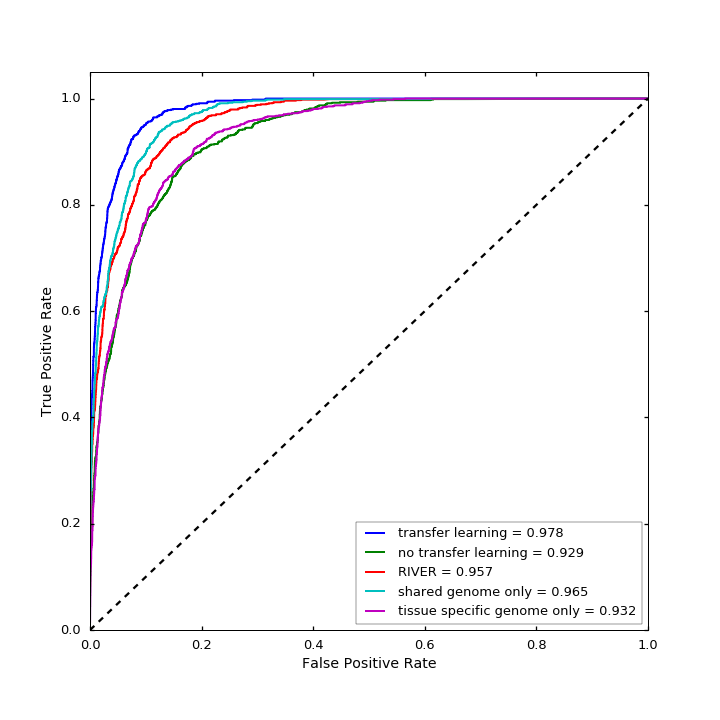 1.0
0.8
0.6
0.4
0.2
0.0
True Positive Rate
transfer learning = 0.978
no transfer learning = 0.929
RIVER = 0.957
shared genome only = 0.965
tissue specific genome only = 0.932
0.0 0.2 0.4 0.6 0.8 1.0
False Positive Rate